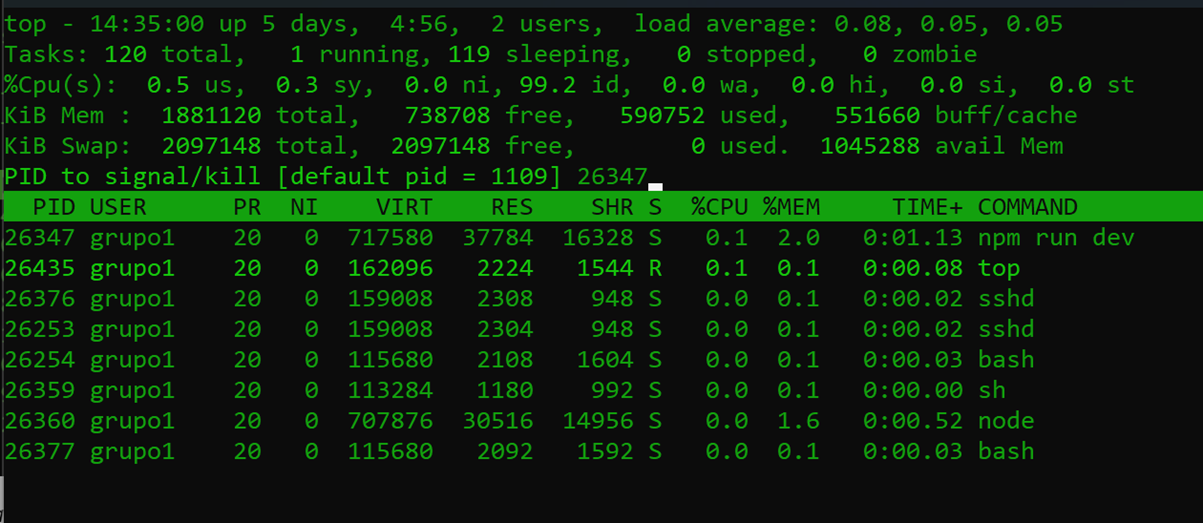 top - 14:35:00 up 5 days,  4:56,  2 users,  load average: 0.08, 0.05, 0.05
Tasks: 120 total,   1 running, 119 sleeping,   0 stopped,   0 zombie
%Cpu(s):  0.5 us,  0.3 sy,  0.0 ni, 99.2 id,  0.0 wa,  0.0 hi,  0.0 si,  0.0 st
KiB Mem :  1881120 total,   738708 free,   590752 used,   551660 buff/cache
KiB Swap:  2097148 total,  2097148 free,        0 used.  1045288 avail Mem
PID to signal/kill [default pid = 1109] 26347
  PID USER      PR  NI    VIRT    RES    SHR S  %CPU %MEM     TIME+ COMMAND
26347 grupo1    20   0  717580  37784  16328 S   0.1  2.0   0:01.13 npm run dev
26435 grupo1    20   0  162096   2224   1544 R   0.1  0.1   0:00.08 top
26376 grupo1    20   0  159008   2308    948 S   0.0  0.1   0:00.02 sshd
26253 grupo1    20   0  159008   2304    948 S   0.0  0.1   0:00.02 sshd
26254 grupo1    20   0  115680   2108   1604 S   0.0  0.1   0:00.03 bash
26359 grupo1    20   0  113284   1180    992 S   0.0  0.1   0:00.00 sh
26360 grupo1    20   0  707876  30516  14956 S   0.0  1.6   0:00.52 node
26377 grupo1    20   0  115680   2092   1592 S   0.0  0.1   0:00.03 bash